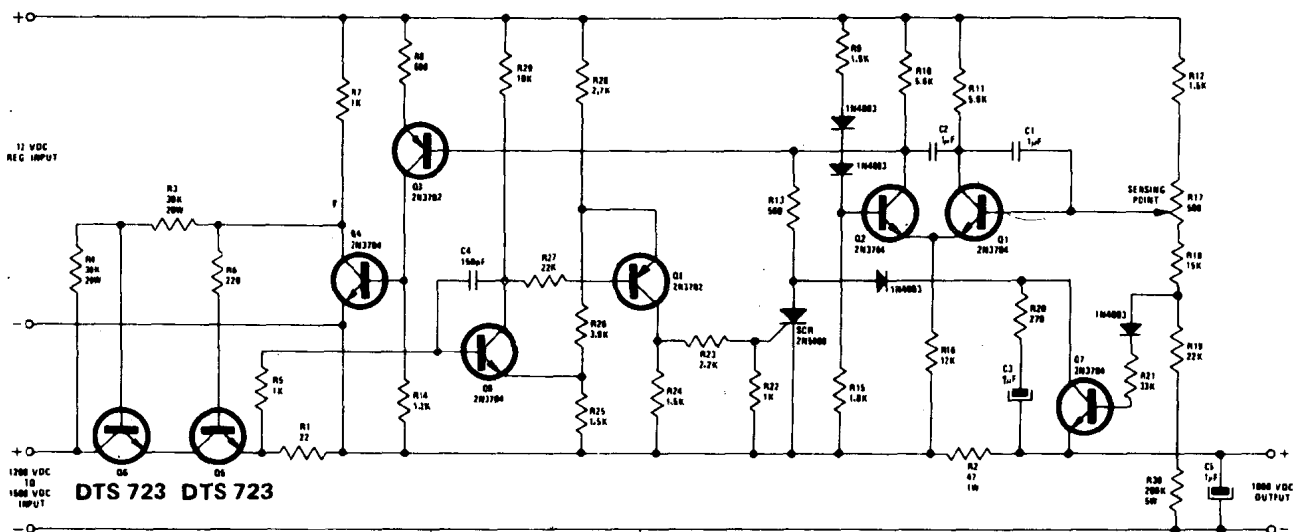 +
R8
680
R29
10K
R28
2.7K
R9
1.5K
R10
5.6K
R11
5.6K
R12
1.5K
R7
1K
1N4003
C2
1µF
C1
1µF
12 VDC
REG INPUT
1N4003
Q3
2N3702
R3
30K
20W
R13
500
SENSING
POINT
R17
500
R4
30K
20W
R6
220
Q4
2N3704
C4
150pF
R27
22K
2N3702
Q2
2N3704
Q1
2N3704
R18
15K
1N4003
1N4003
−
R26
3.9K
SCR
2N5060
R20
270
R19
22K
R23
2.2K
R16
12K
C3
Q7
2N3704
R21
33K
R5
1K
R14
1.2K
Q8
2N3704
R24
1.5K
R22
1K
R15
1.8K
R25
1.5K
R1
22
+
1200 VDC
TO
1500 VDC
INPUT
Q6
Q5
DTS 723 DTS 723
R2
47
1W
R30
200K
5W
C5
1µF
+
1000 VDC
OUTPUT
−
−